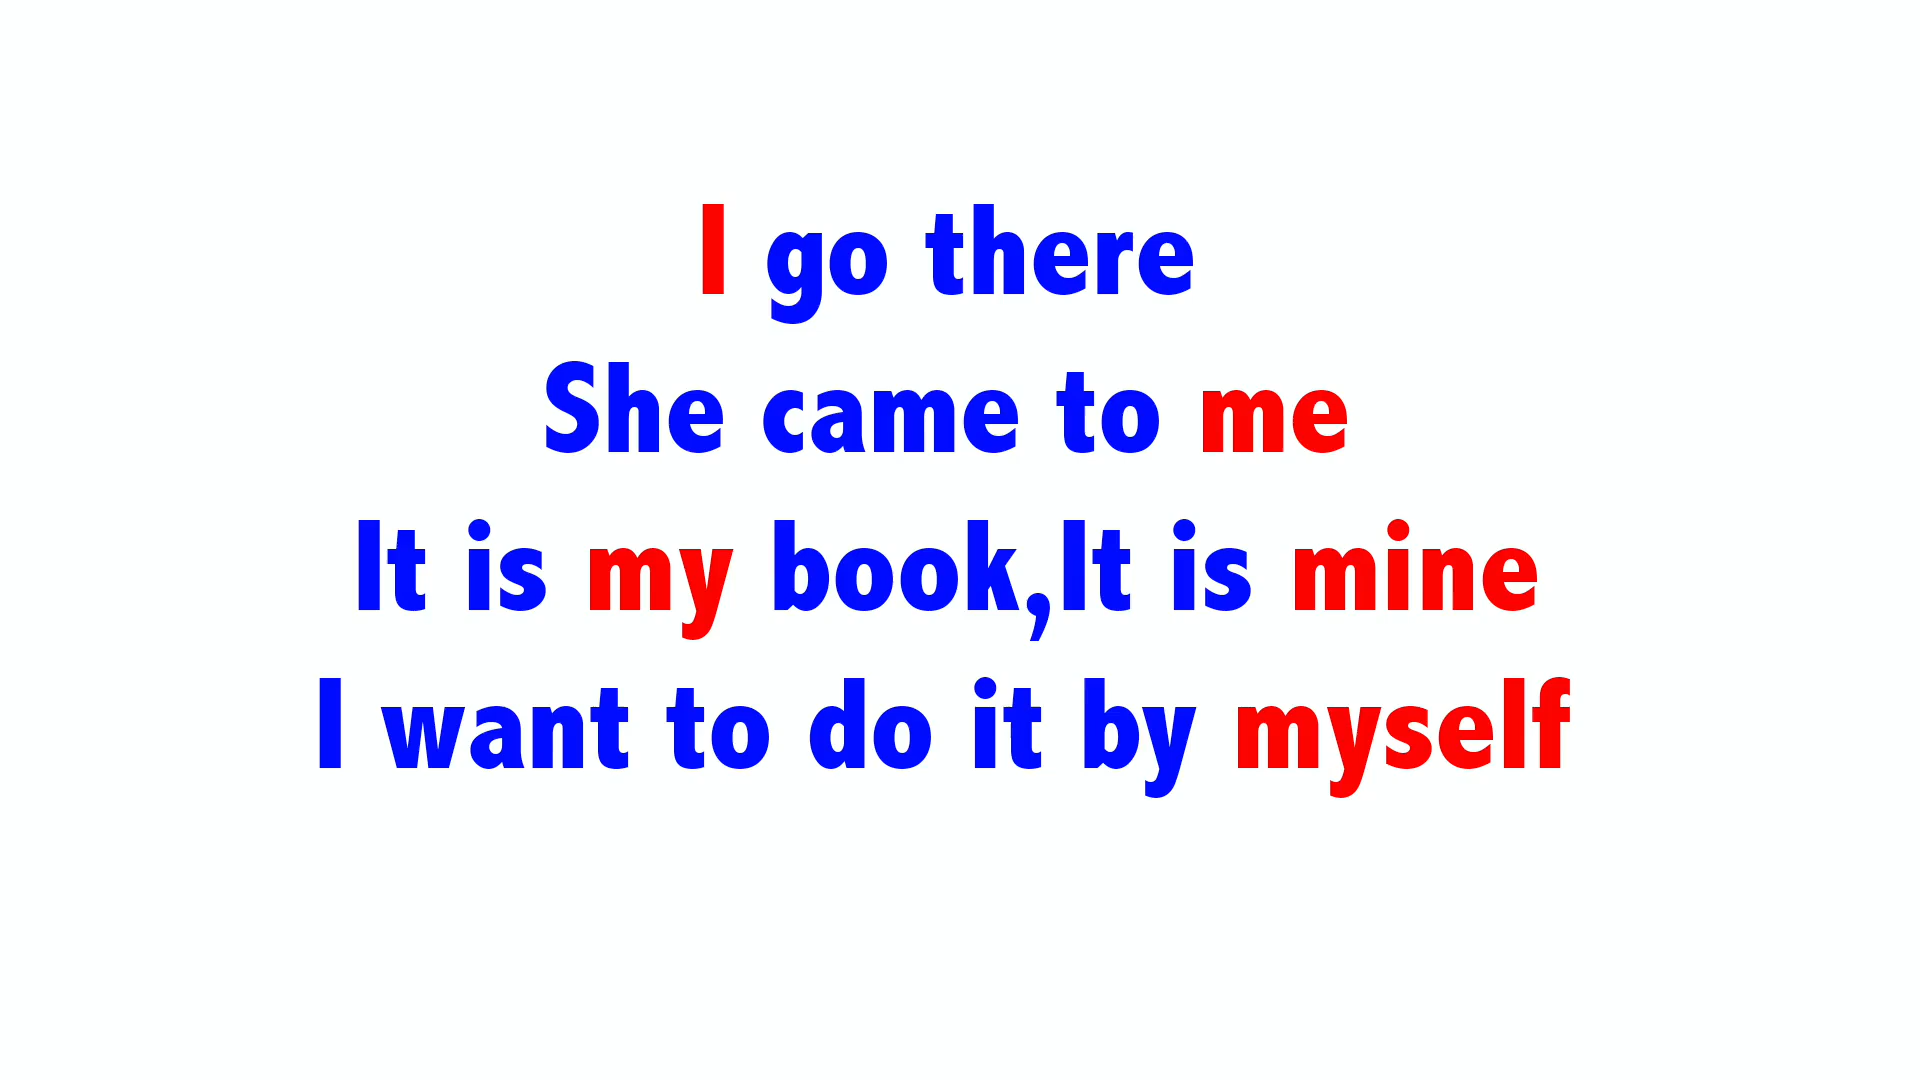 I go there
She came to me
It is my book,It is mine
I want to do it by myself